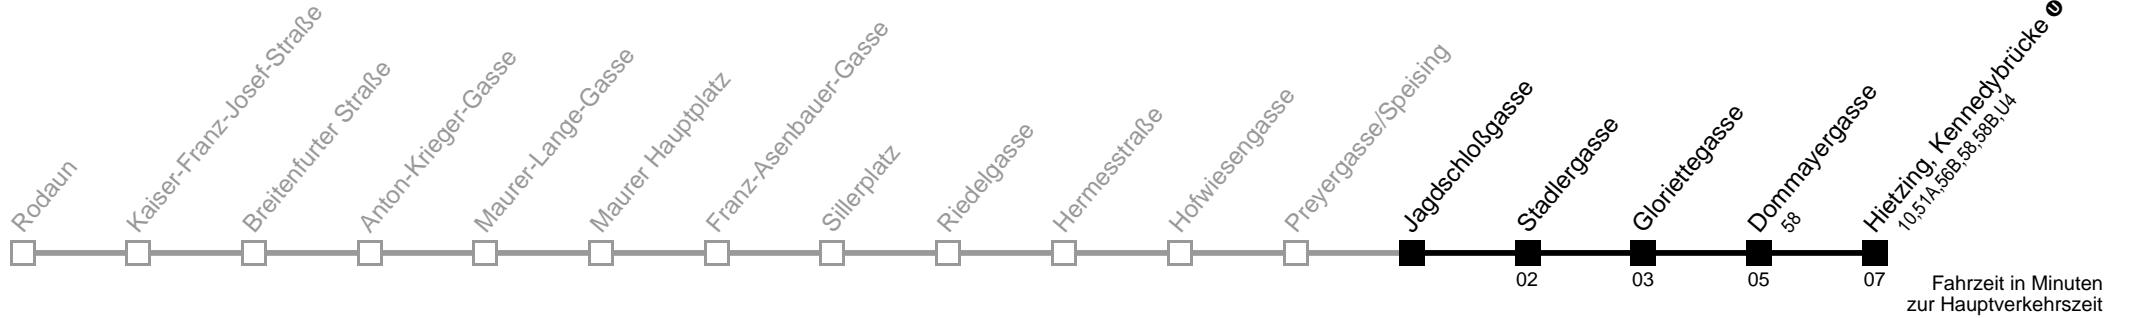 Rodaun
Kaiser-Franz-Josef-Straße
Breitenfurter Straße
Anton-Krieger-Gasse
Maurer-Lange-Gasse
Maurer Hauptplatz
Franz-Asenbauer-Gasse
Sillerplatz
Riedelgasse
Hermesstraße
Hofwiesengasse
Preyergasse/Speising
Jagdschloßgasse
Stadlergasse
Gloriettegasse
Dommayergasse
58
Hietzing, Kennedybrücke U
10,51A,56B,58,58B,U4
02
03
05
07
Fahrzeit in Minuten
zur Hauptverkehrszeit